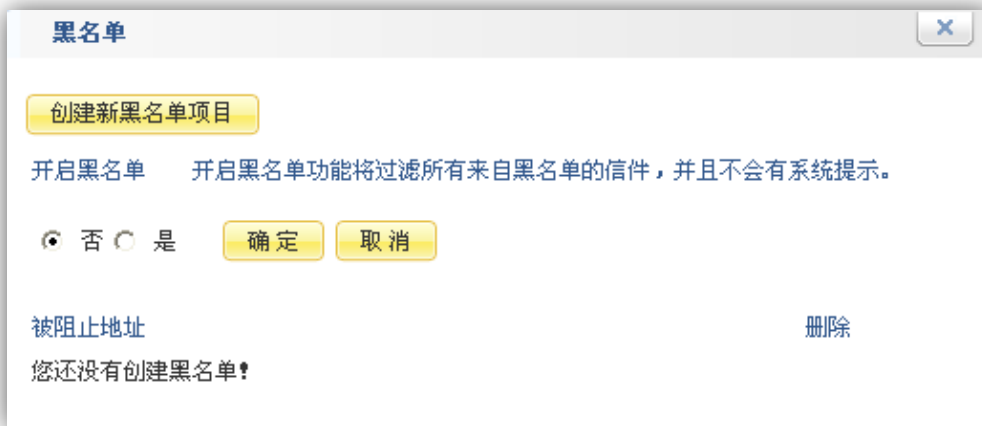 黑名单
创建新黑名单项目
开启黑名单 开启黑名单功能将过滤所有来自黑名单的信件，并且不会有系统提示。
否 是 确定 取消
被阻止地址 删除
您还没有创建黑名单！